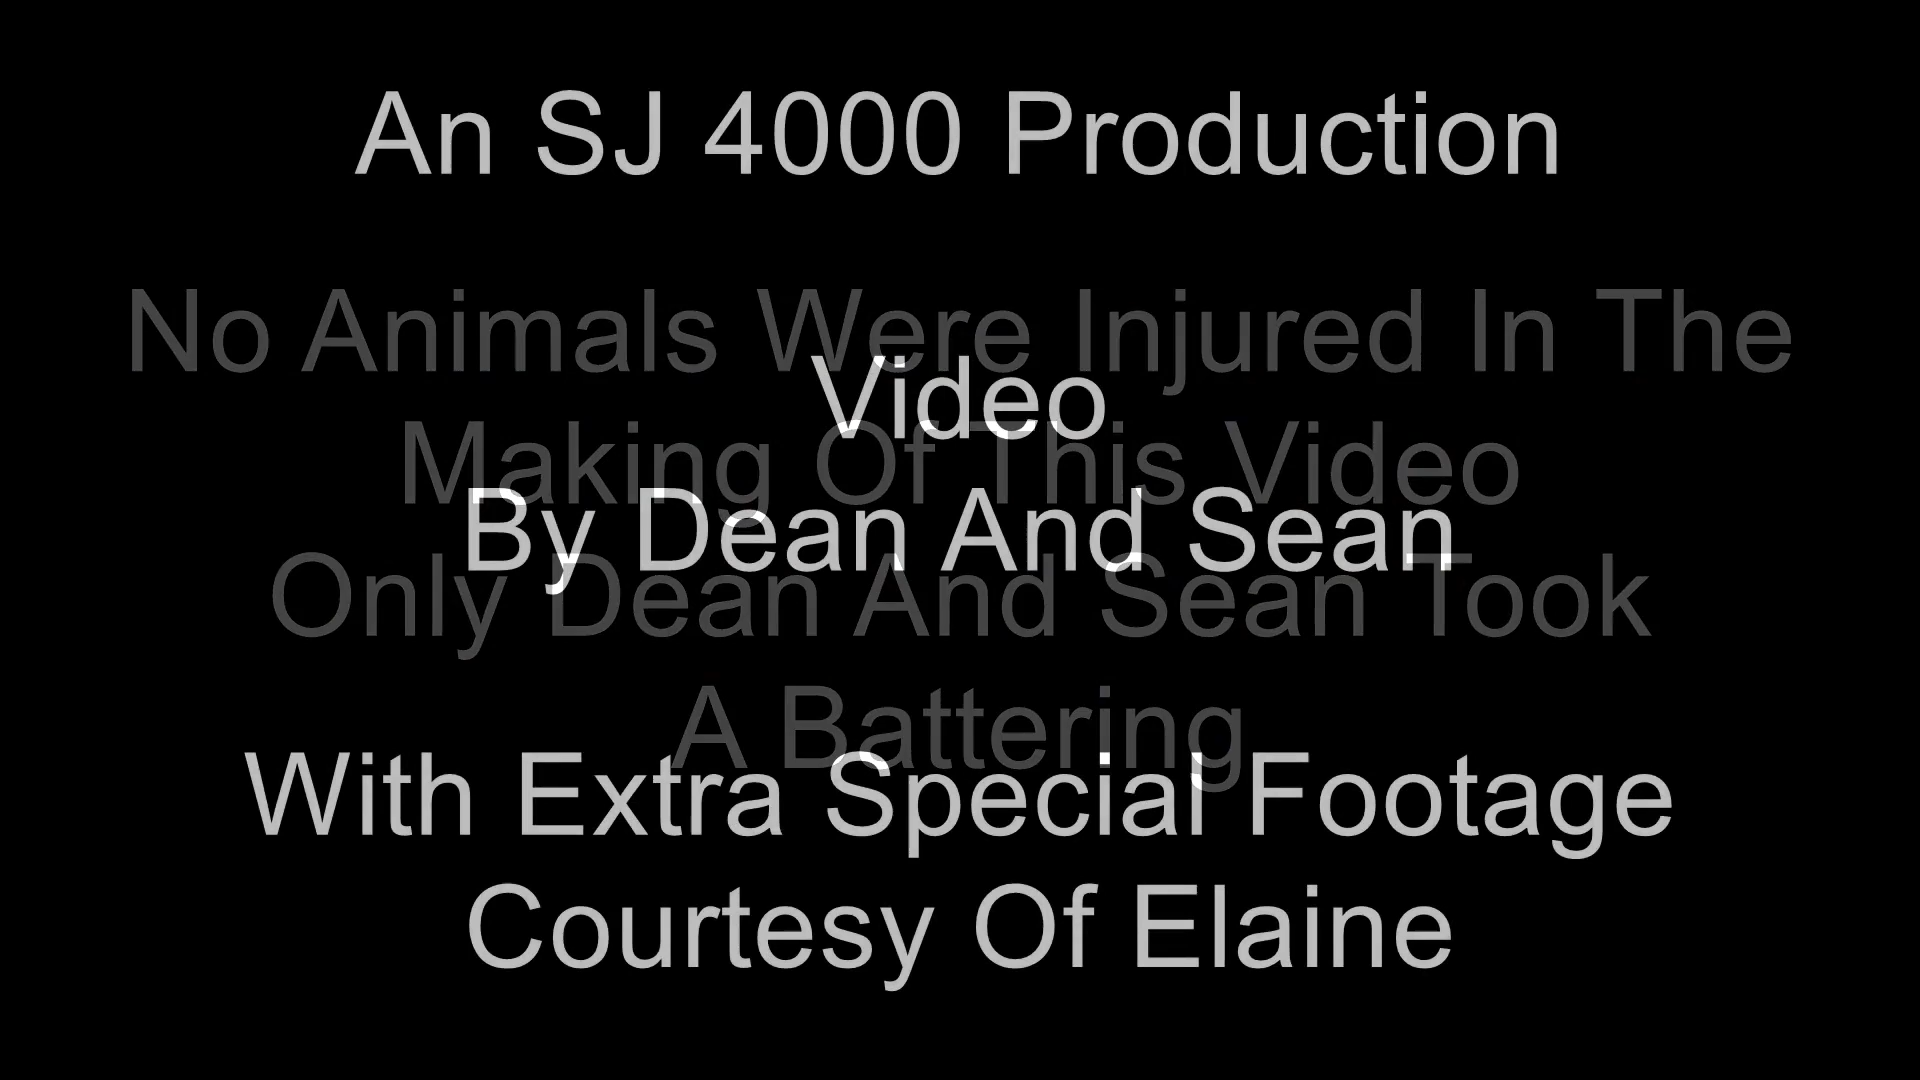 An SJ 4000 Production
No Animals Were Injured In The
Video
Making Of This Video
By Dean And Sean
Only Dean And Sean Took
A Battering
With Extra Special Footage
Courtesy Of Elaine